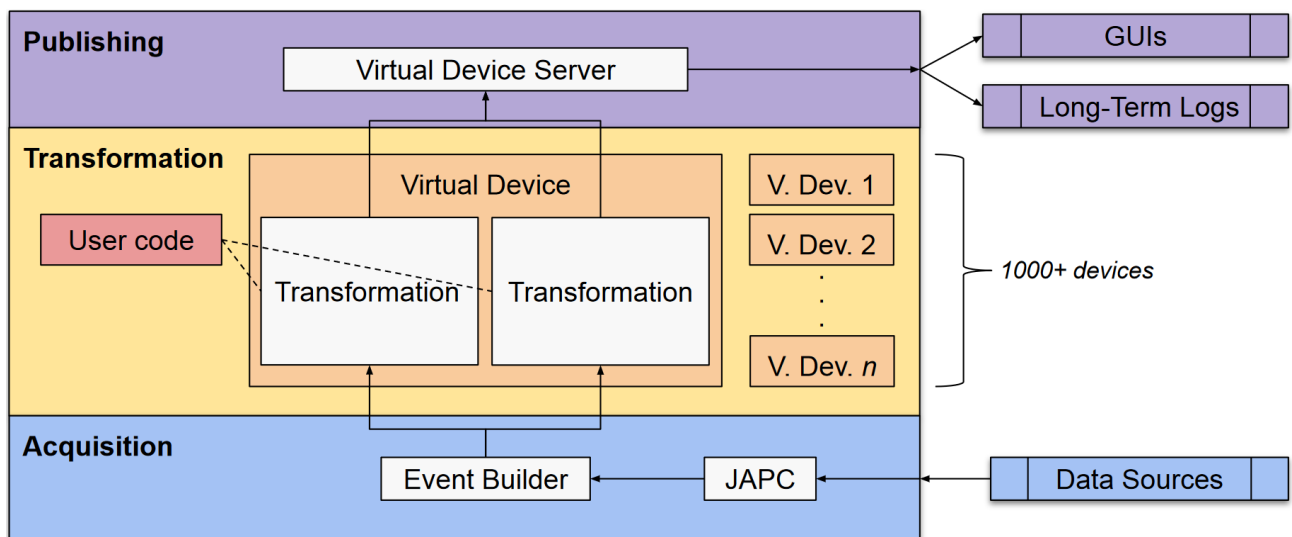 Publishing
Virtual Device Server
GUIs
Long-Term Logs
Transformation
Virtual Device
User code
Transformation
Transformation
V. Dev. 1
V. Dev. 2
. . .
V. Dev. n
1000+ devices
Acquisition
Event Builder
JAPC
Data Sources